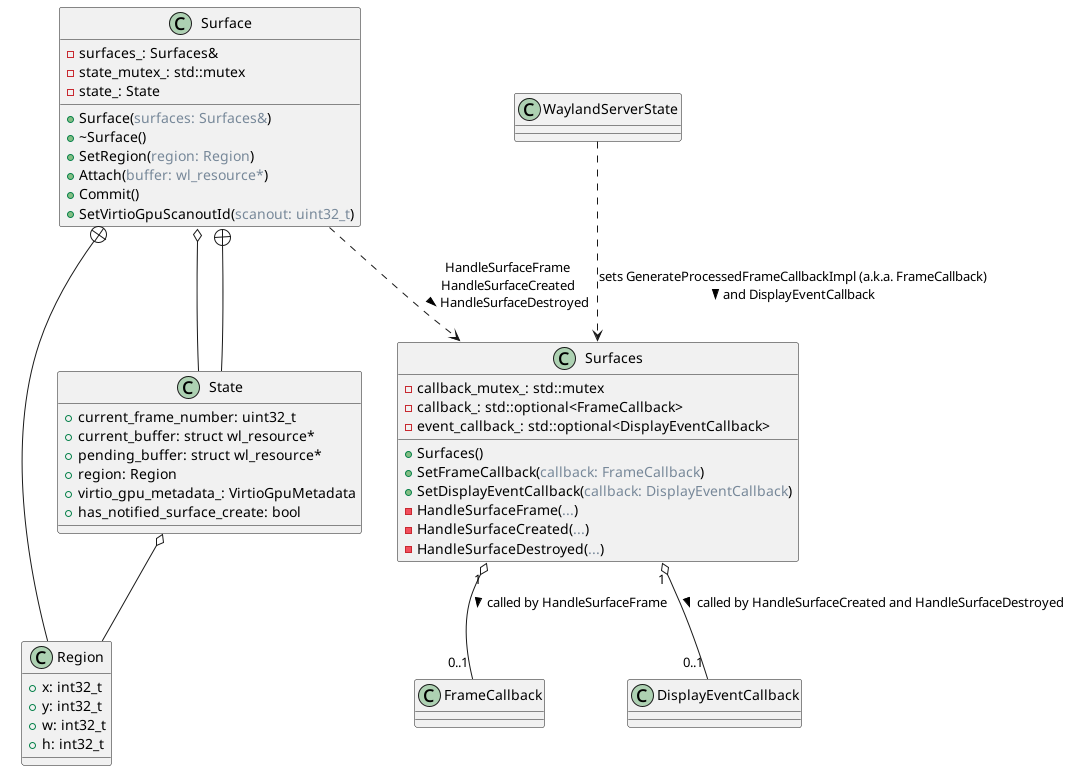 C Surface
surfaces_: Surfaces&
state_mutex_: std::mutex
state_: State
Surface(surfaces: Surfaces&)
~Surface()
SetRegion(region: Region)
Attach(buffer: wl_resource*)
Commit()
SetVirtioGpuScanoutId(scanout: uint32_t)
C WaylandServerState
HandleSurfaceFrame
HandleSurfaceCreated
HandleSurfaceDestroyed
sets GenerateProcessedFrameCallbackImpl (a.k.a. FrameCallback)
and DisplayEventCallback
C State
current_frame_number: uint32_t
current_buffer: struct wl_resource*
pending_buffer: struct wl_resource*
region: Region
virtio_gpu_metadata_: VirtioGpuMetadata
has_notified_surface_create: bool
C Surfaces
callback_mutex_: std::mutex
callback_: std::optional<FrameCallback>
event_callback_: std::optional<DisplayEventCallback>
Surfaces()
SetFrameCallback(callback: FrameCallback)
SetDisplayEventCallback(callback: DisplayEventCallback)
HandleSurfaceFrame(...)
HandleSurfaceCreated(...)
HandleSurfaceDestroyed(...)
1
called by HandleSurfaceFrame
0..1
1
called by HandleSurfaceCreated and HandleSurfaceDestroyed
0..1
C Region
x: int32_t
y: int32_t
w: int32_t
h: int32_t
C FrameCallback
C DisplayEventCallback